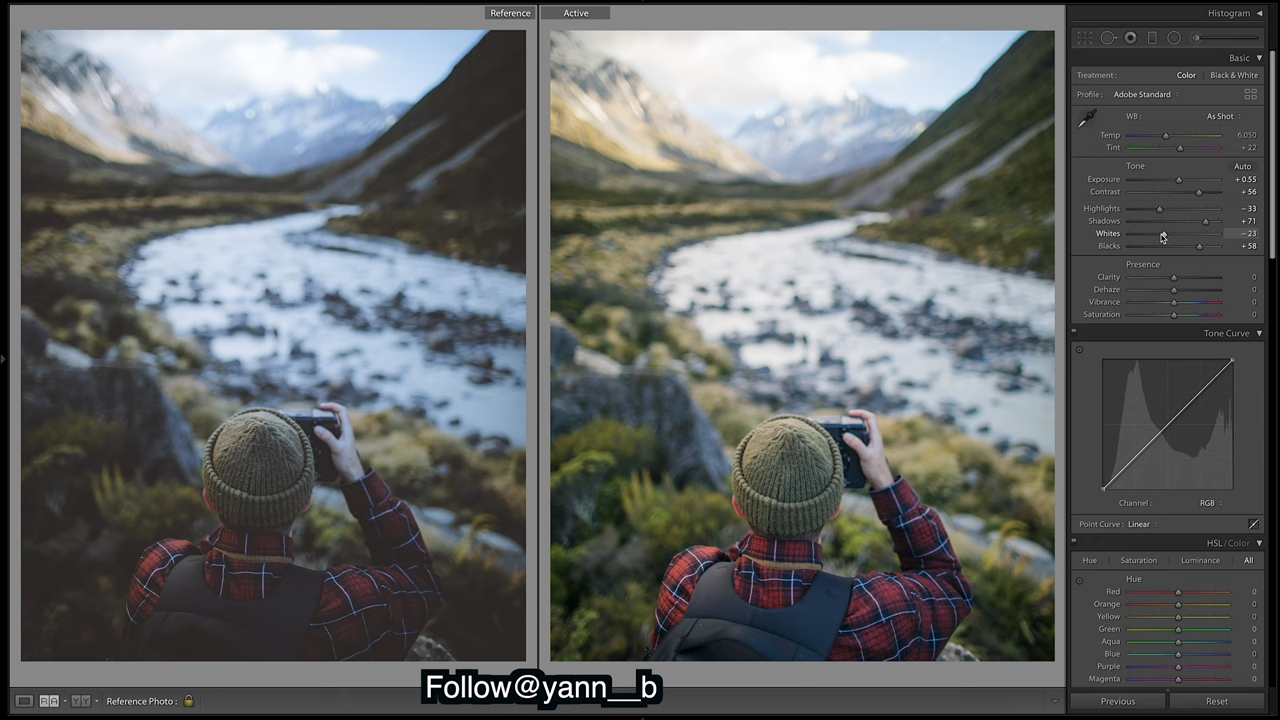 Reference
Active
Histogram
Basic
Treatment : Color Black & White
Profile : Adobe Standard
WB : As Shot
Temp 6,050
Tint + 22
Tone Auto
Exposure + 0.55
Contrast + 56
Highlights − 33
Shadows + 71
Whites − 23
Blacks + 58
Presence
Clarity 0
Dehaze 0
Vibrance 0
Saturation 0
Tone Curve
Channel : RGB
Point Curve : Linear
HSL / Color
Hue Saturation Luminance All
Hue
Red 0
Orange 0
Yellow 0
Green 0
Aqua 0
Blue 0
Purple 0
Magenta 0
Previous Reset
Reference Photo :
Follow@yann__b